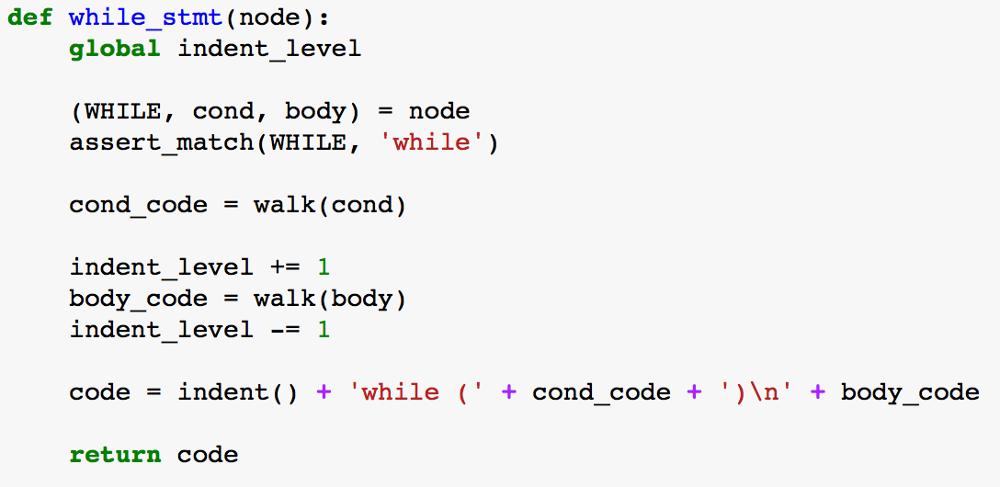 def while_stmt(node):
    global indent_level

    (WHILE, cond, body) = node
    assert_match(WHILE, 'while')

    cond_code = walk(cond)

    indent_level += 1
    body_code = walk(body)
    indent_level -= 1

    code = indent() + 'while (' + cond_code + ')\n' + body_code

    return code